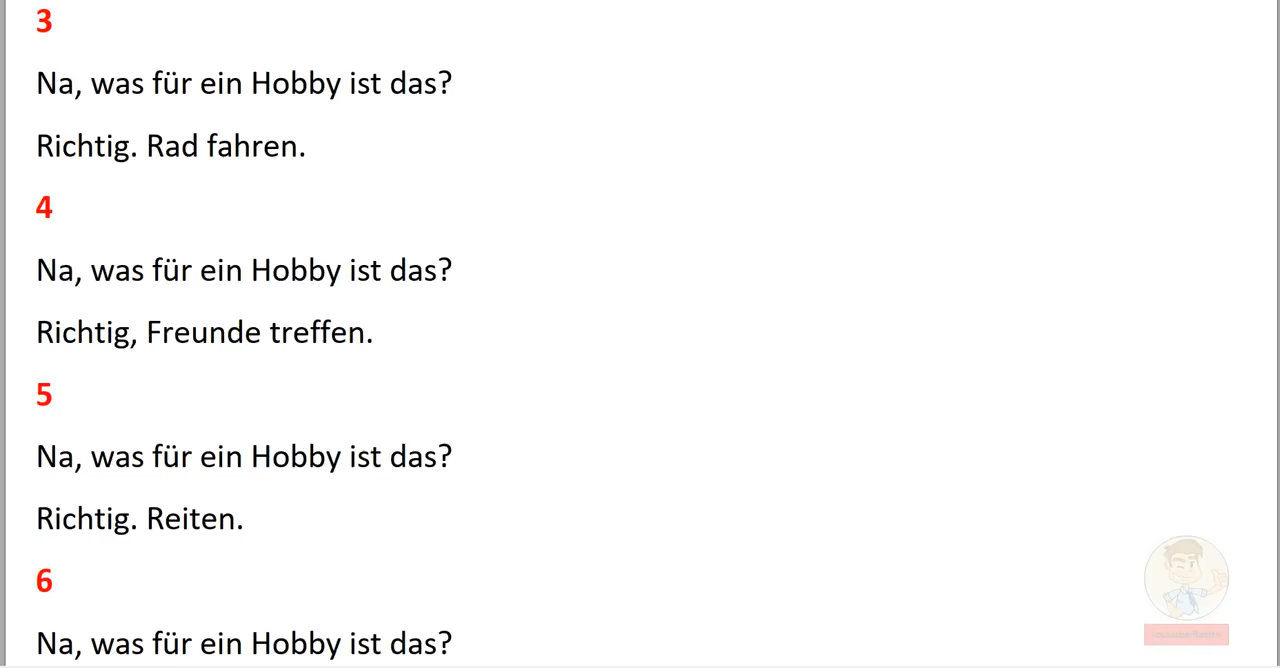 3
Na, was für ein Hobby ist das?
Richtig. Rad fahren.
4
Na, was für ein Hobby ist das?
Richtig, Freunde treffen.
5
Na, was für ein Hobby ist das?
Richtig. Reiten.
6
Na, was für ein Hobby ist das?